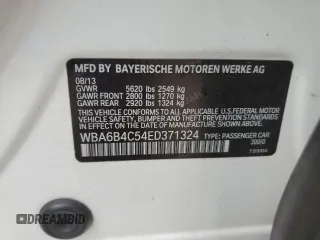 MFD BY BAYERISCHE MOTOREN WERKE AG
08/13
GVWR 5620 lbs 2549 kg
GAWR FRONT 2800 lbs 1270 kg
GAWR REAR 2920 lbs 1324 kg
THIS VEHICLE CONFORMS TO ALL APPLICABLE FEDERAL
MOTOR VEHICLE SAFETY, BUMPER, AND THEFT PREVENTION
STANDARDS IN EFFECT ON THE DATE OF MANUFACTURE SHOWN ABOVE.
WBA6B4C54ED371324 TYPE: PASSENGER CAR
DREAMBID
autobidmaster